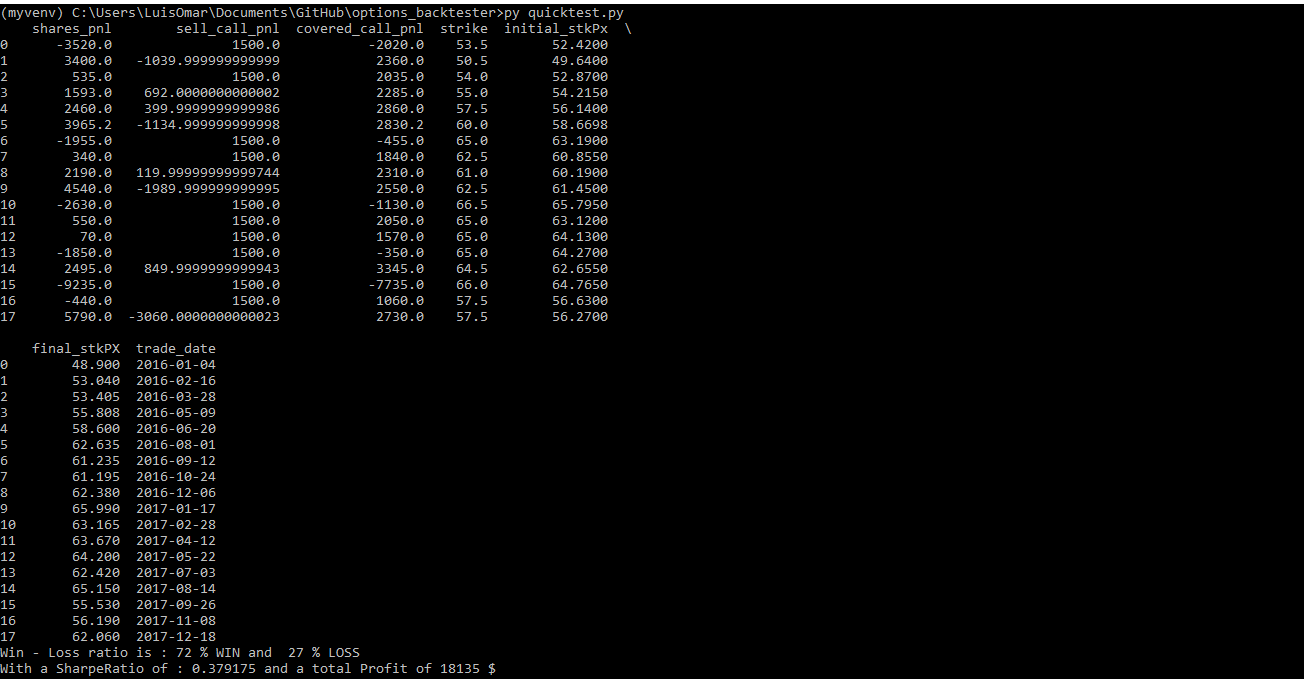 (myvenv) C:\Users\LuisOmar\Documents\GitHub\options_backtester>py quicktest.py
    shares_pnl        sell_call_pnl  covered_call_pnl  strike  initial_stkPx  \
0      -3520.0               1500.0           -2020.0    53.5        52.4200
1       3400.0   -1039.999999999999            2360.0    50.5        49.6400
2        535.0               1500.0            2035.0    54.0        52.8700
3       1593.0    692.0000000000002            2285.0    55.0        54.2150
4       2460.0    399.9999999999986            2860.0    57.5        56.1400
5       3965.2   -1134.999999999998            2830.2    60.0        58.6698
6      -1955.0               1500.0            -455.0    65.0        63.1900
7        340.0               1500.0            1840.0    62.5        60.8550
8       2190.0   119.99999999999744            2310.0    61.0        60.1900
9       4540.0   -1989.999999999995            2550.0    62.5        61.4500
10     -2630.0               1500.0           -1130.0    66.5        65.7950
11       550.0               1500.0            2050.0    65.0        63.1200
12        70.0               1500.0            1570.0    65.0        64.1300
13     -1850.0               1500.0            -350.0    65.0        64.2700
14      2495.0    849.9999999999943            3345.0    64.5        62.6550
15     -9235.0               1500.0           -7735.0    66.0        64.7650
16      -440.0               1500.0            1060.0    57.5        56.6300
17      5790.0  -3060.0000000000023            2730.0    57.5        56.2700
    final_stkPX  trade_date
0        48.900  2016-01-04
1        53.040  2016-02-16
2        53.405  2016-03-28
3        55.808  2016-05-09
4        58.600  2016-06-20
5        62.635  2016-08-01
6        61.235  2016-09-12
7        61.195  2016-10-24
8        62.380  2016-12-06
9        65.990  2017-01-17
10       63.165  2017-02-28
11       63.670  2017-04-12
12       64.200  2017-05-22
13       62.420  2017-07-03
14       65.150  2017-08-14
15       55.530  2017-09-26
16       56.190  2017-11-08
17       62.060  2017-12-18
Win - Loss ratio is : 72 % WIN and  27 % LOSS
With a SharpeRatio of : 0.379175 and a total Profit of 18135 $